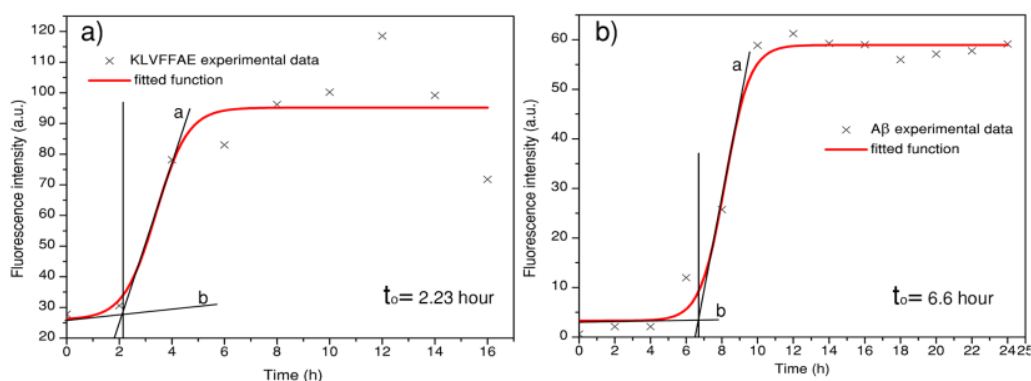 a)
120
110
100
90
80
70
60
50
40
30
20
Fluorescence intensity (a.u.)
KLVFFAE experimental data
fitted function
a
b
to= 2.23 hour
0 2 4 6 8 10 12 14 16
Time (h)
b)
60
50
40
30
20
10
0
Fluorescence intensity (a.u.)
a
Aβ experimental data
fitted function
b
to= 6.6 hour
0 2 4 6 8 10 12 14 16 18 20 22 24 25
Time (h)